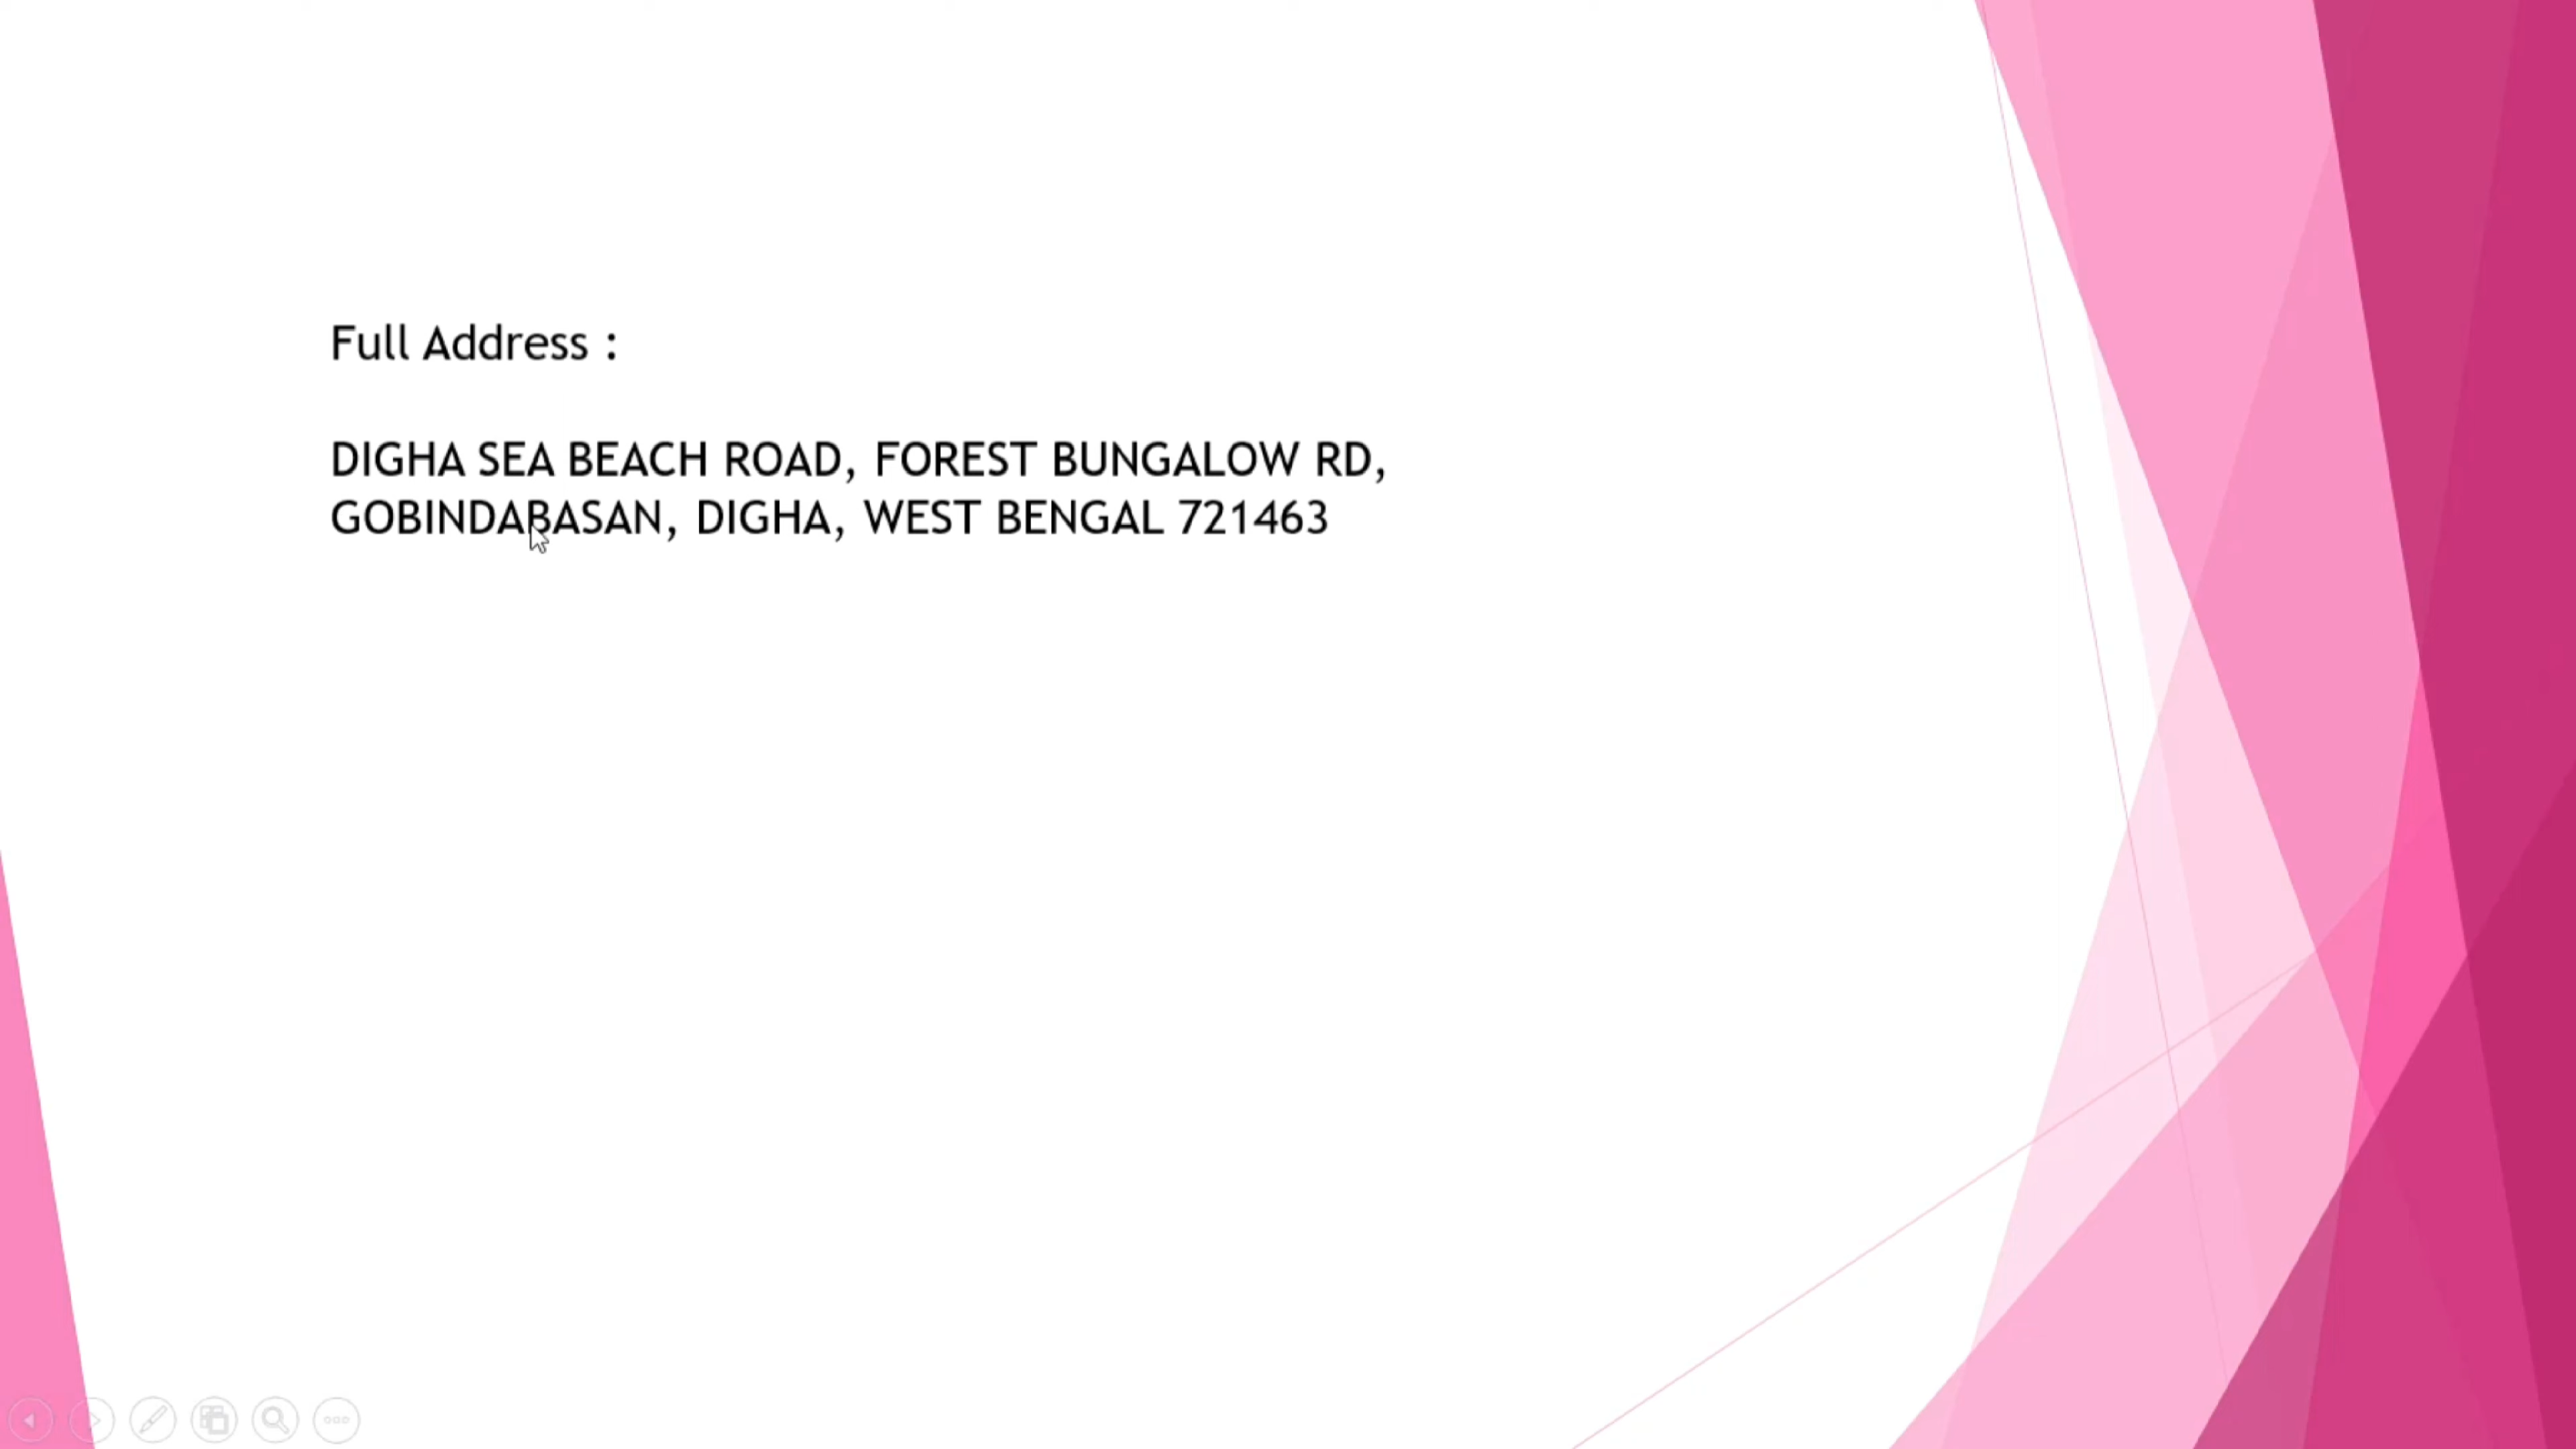 Full Address :
DIGHA SEA BEACH ROAD, FOREST BUNGALOW RD,
GOBINDABASAN, DIGHA, WEST BENGAL 721463